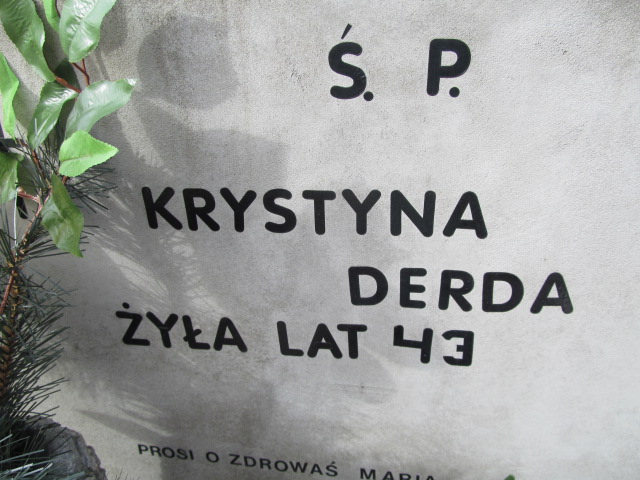 Ś. P.
KRYSTYNA
DERDA
ŻYŁA LAT 43
PROSI O ZDROWAŚ MARIA